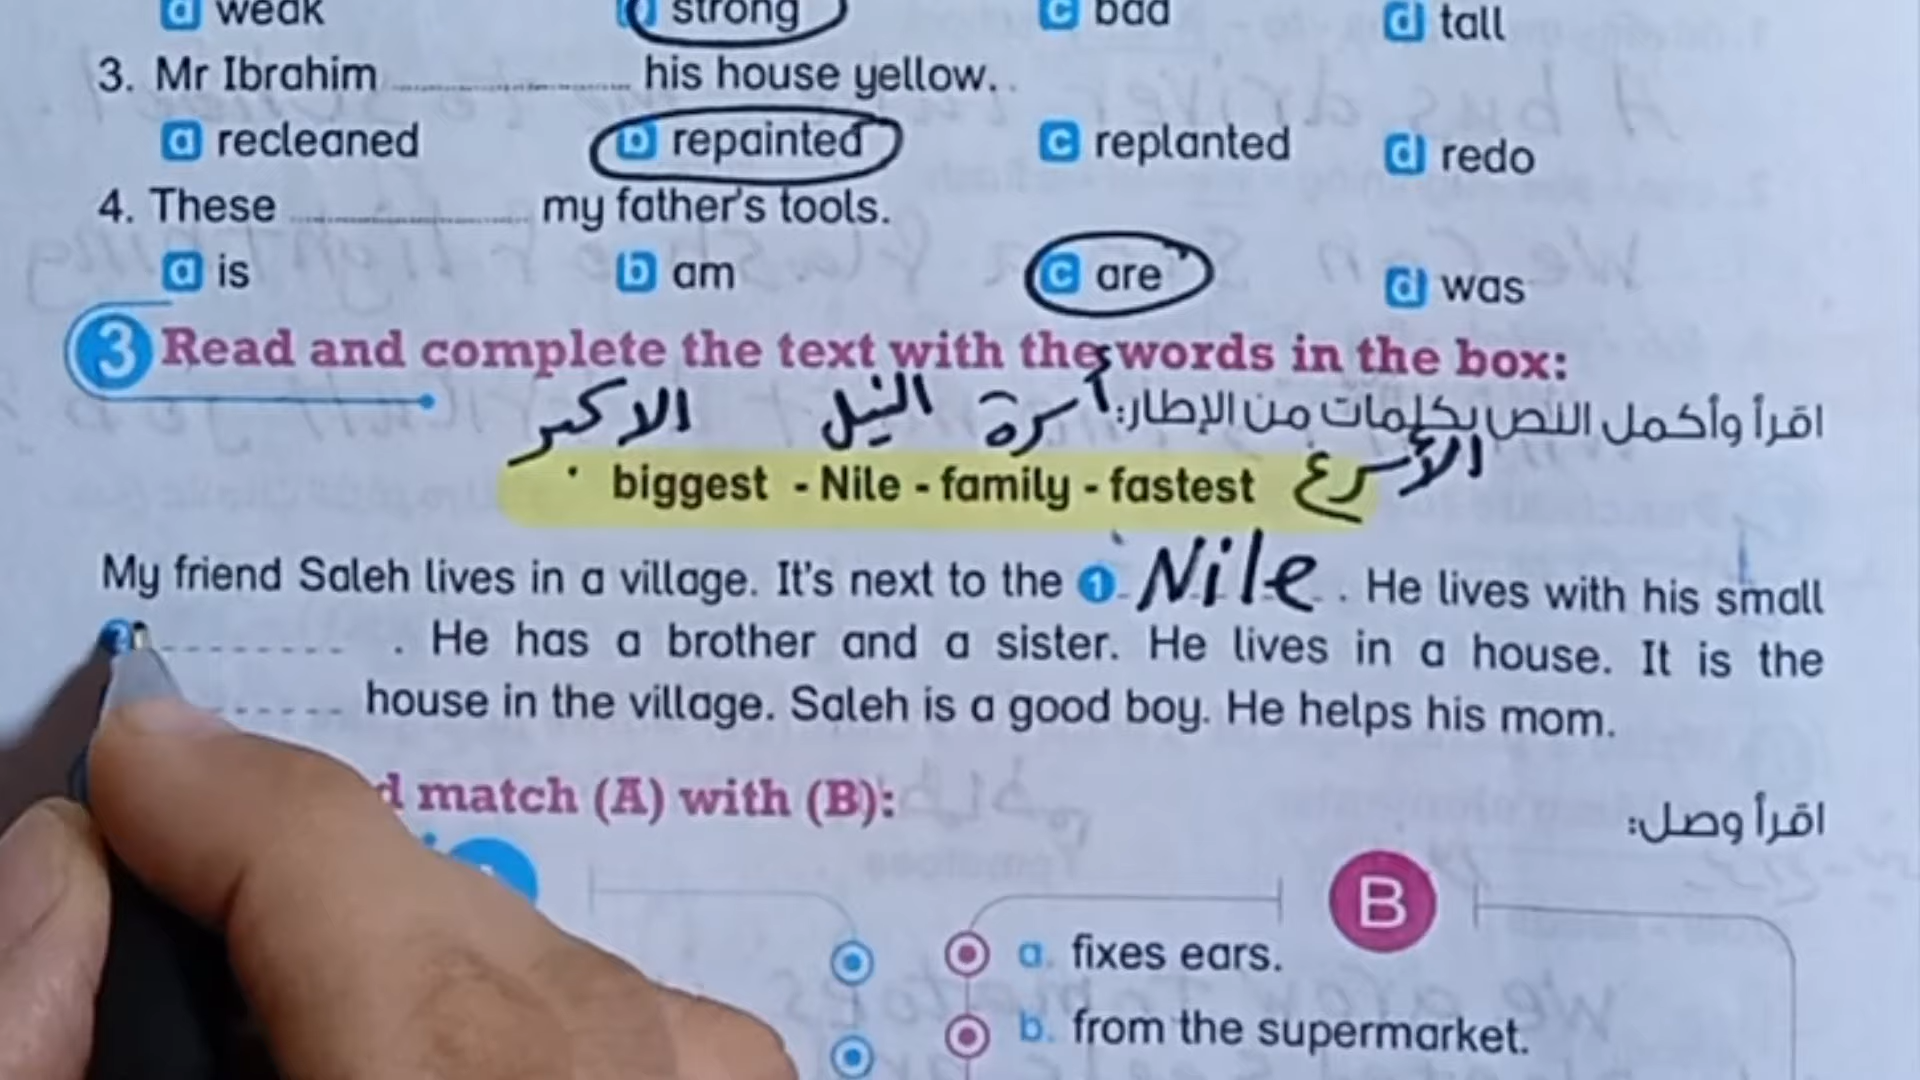 a weak b strong c bad d tall
3. Mr Ibrahim .......................... his house yellow.
a recleaned b repainted c replanted d redo
4. These .......................... my father's tools.
a is b am c are d was
3 Read and complete the text with the words in the box:
اقرأ وأكمل النص بكلمات من الإطار:
الاكبر النيل أسرة
biggest - Nile - family - fastest الأسرع
My friend Saleh lives in a village. It's next to the 1 Nile . He lives with his small
2 ------------ . He has a brother and a sister. He lives in a house. It is the
------ house in the village. Saleh is a good boy. He helps his mom.
d match (A) with (B):
اقرأ وصل:
B
a. fixes ears.
b. from the supermarket.